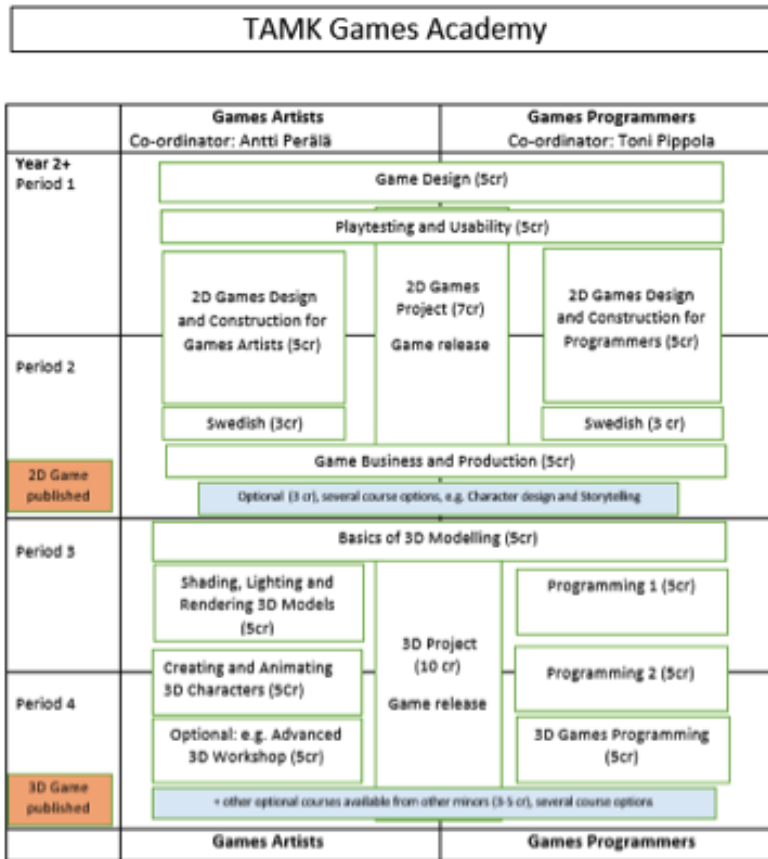 TAMK Games Academy
Games Artists
Co-ordinator: Antti Perälä
Games Programmers
Co-ordinator: Toni Pippola
Year 2+
Period 1
Game Design (5cr)
Playtesting and Usability (5cr)
2D Games Design
and Construction for
Games Artists (5cr)
2D Games
Project (7cr)
Game release
2D Games Design
and Construction for
Programmers (5cr)
Period 2
Swedish (3cr)
Swedish (3 cr)
Game Business and Production (5cr)
2D Game
published
Optional (3 cr), several course options, e.g. Character design and Storytelling
Period 3
Basics of 3D Modelling (5cr)
Shading, Lighting and
Rendering 3D Models
(5cr)
3D Project
(10 cr)
Game release
Programming 1 (5cr)
Creating and Animating
3D Characters (5Cr)
Programming 2 (5cr)
Period 4
Optional: e.g. Advanced
3D Workshop (5cr)
3D Games Programming
(5cr)
3D Game
published
+ other optional courses available from other minors (3-5 cr), several course options
Games Artists
Games Programmers